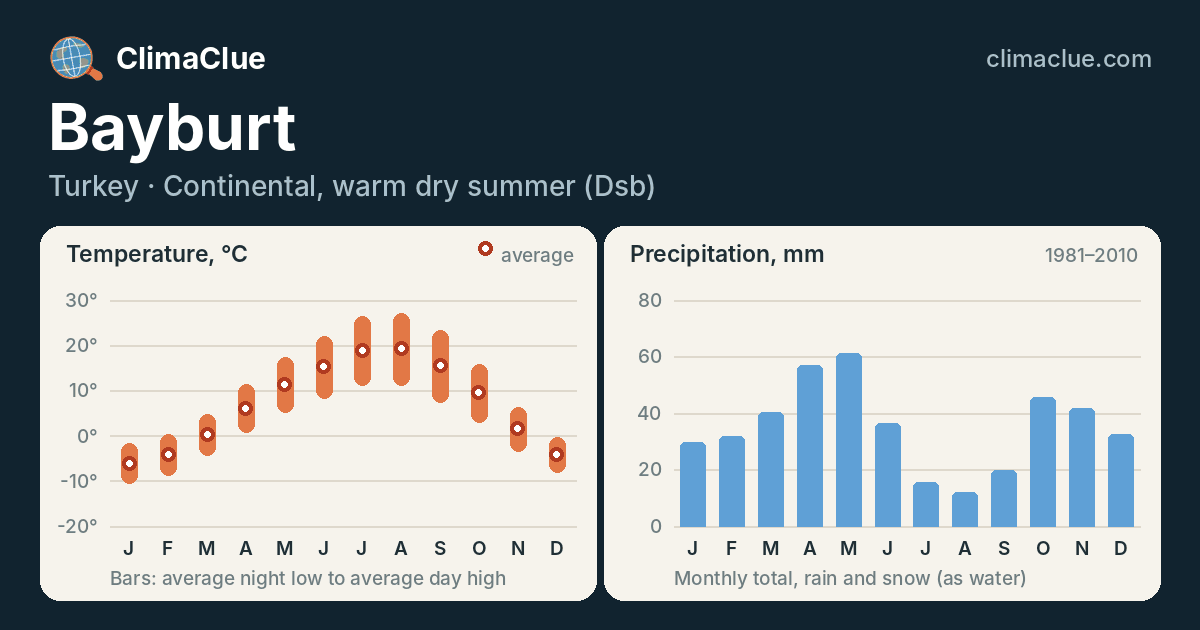 ClimaClue
climaclue.com
Bayburt
Turkey · Continental, warm dry summer (Dsb)
Temperature, °C
average
30°
20°
10°
0°
-10°
-20°
J F M A M J J A S O N D
Bars: average night low to average day high
Precipitation, mm
1981–2010
80
60
40
20
0
J F M A M J J A S O N D
Monthly total, rain and snow (as water)